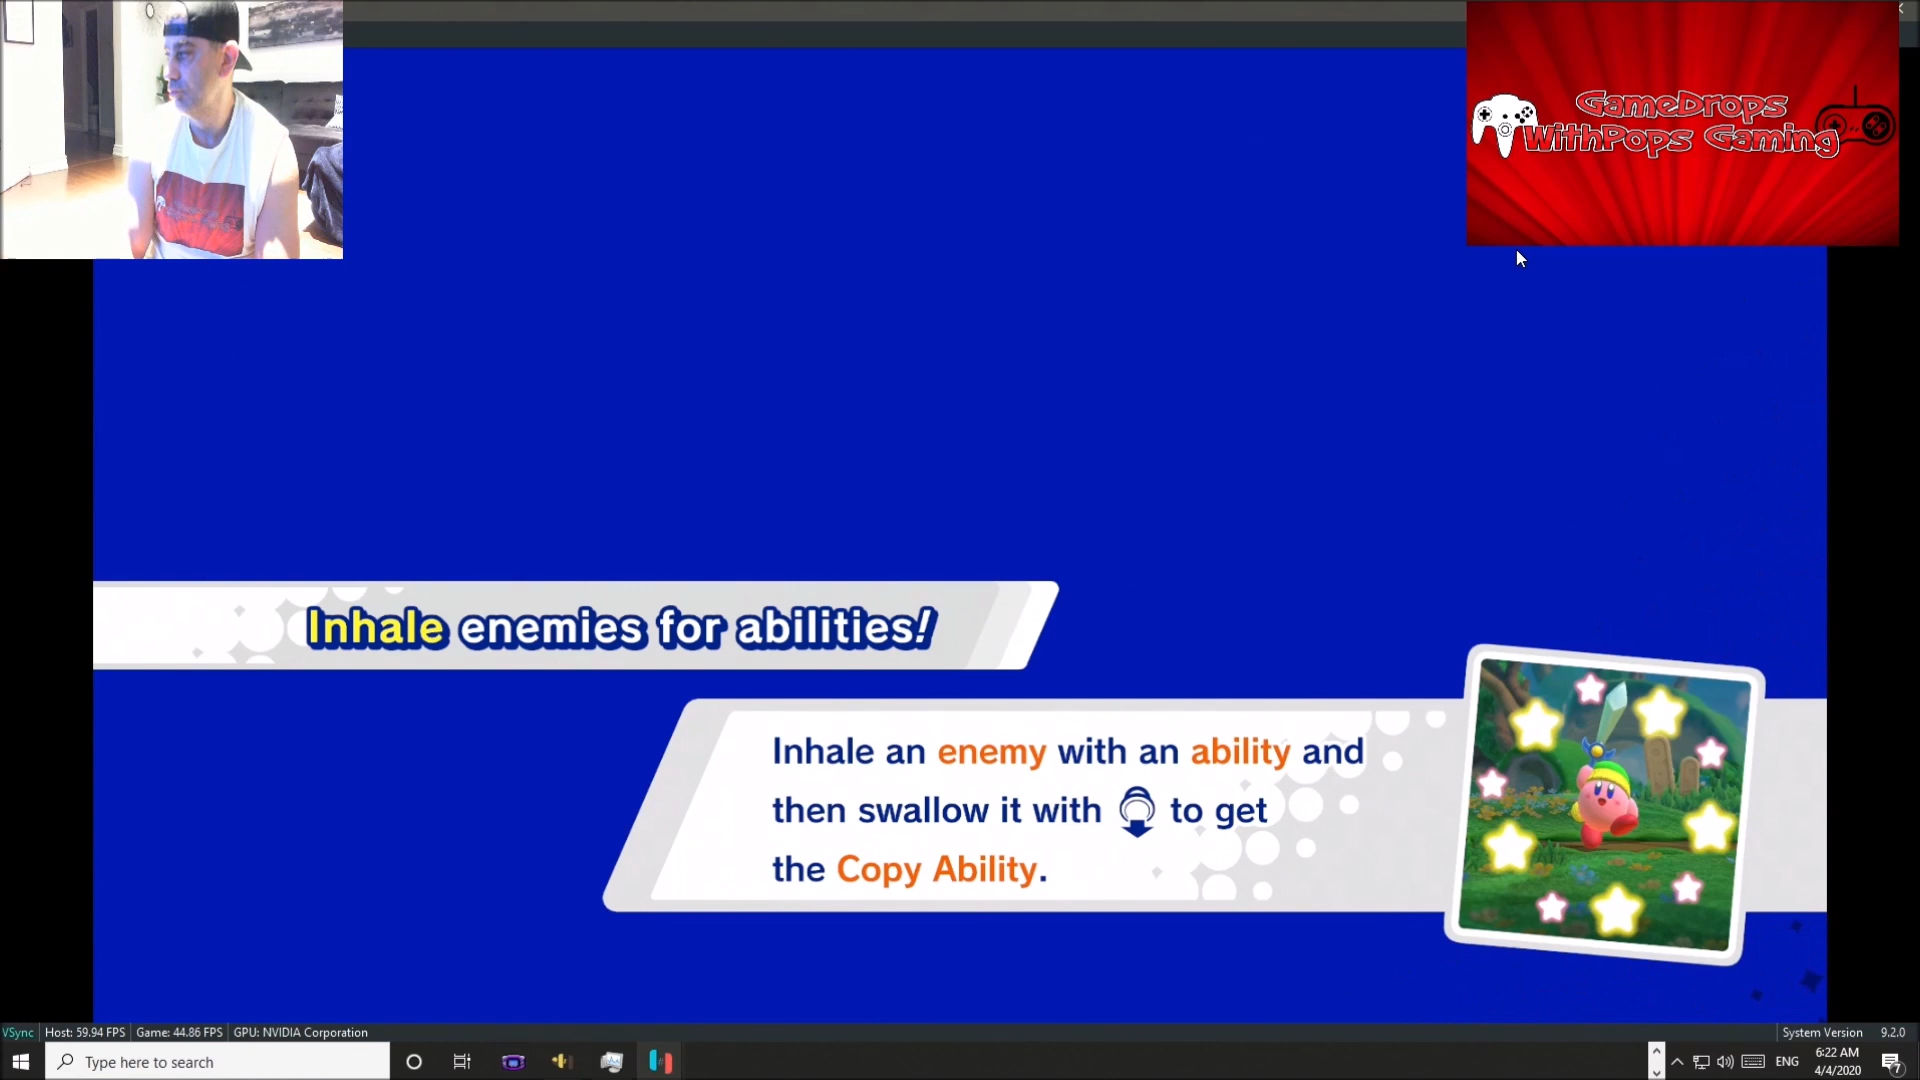 GameDrops
WithPops Gaming
Inhale enemies for abilities!
Inhale an enemy with an ability and
then swallow it with to get
the Copy Ability.
VSync Host: 59.94 FPS Game: 44.86 FPS GPU: NVIDIA Corporation System Version 9.2.0
Type here to search
ENG
6:22 AM
4/4/2020
7